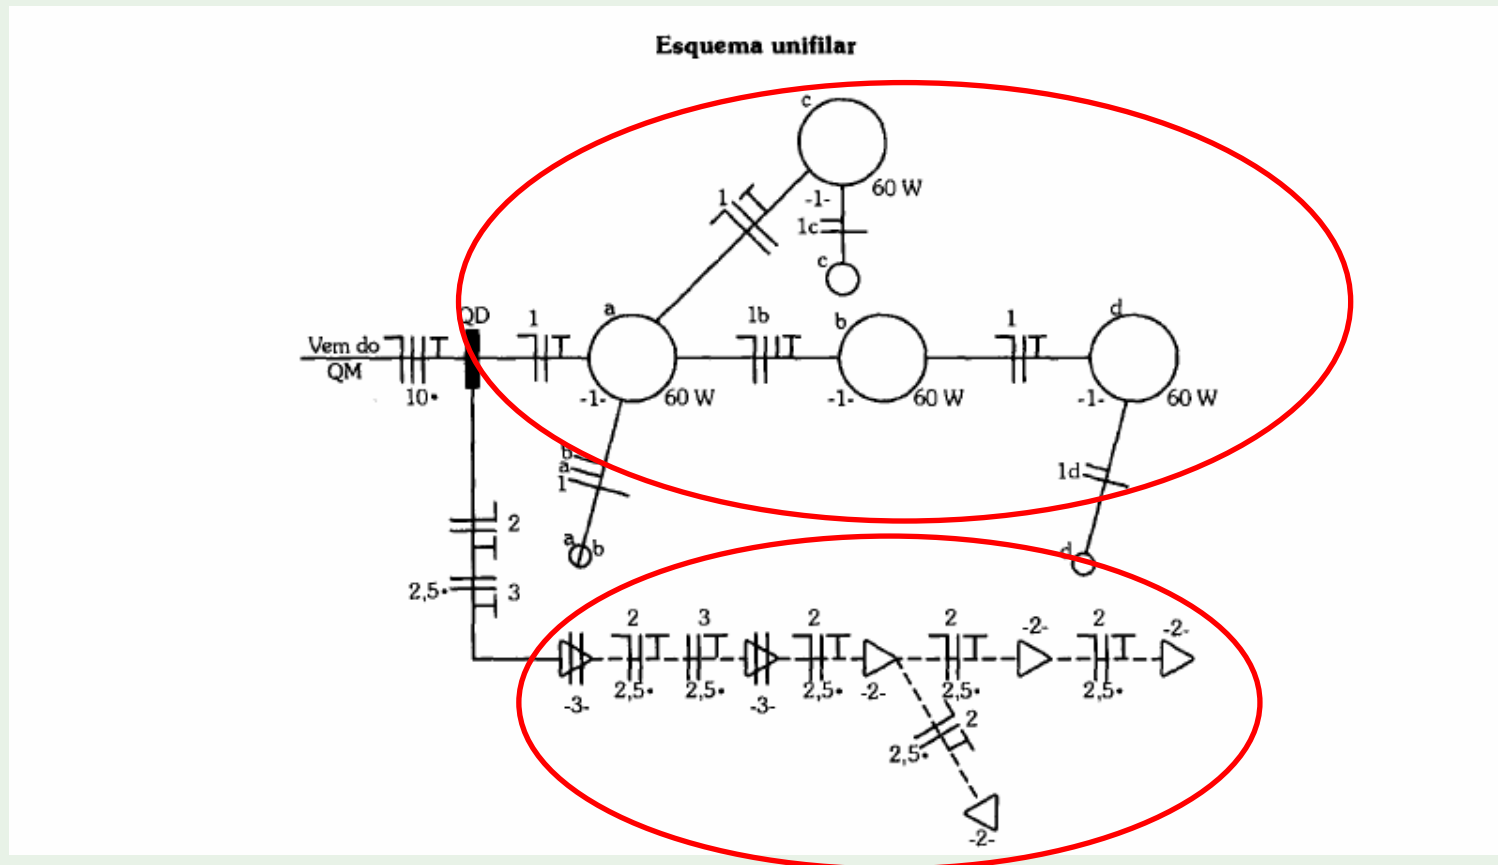 Esquema unifilar
c
60 W
1
-1-
1c
c
QD
1
a
1b
b
1
d
Vem do
QM
10•
-1-
60 W
-1-
60 W
-1-
60 W
b
a
1
1d
a
b
d
2
2,5•
3
2
3
2
2
-2-
2
-2-
2,5•
2,5•
2,5•
-2-
2,5•
2,5•
-3-
-3-
2
2,5•
-2-